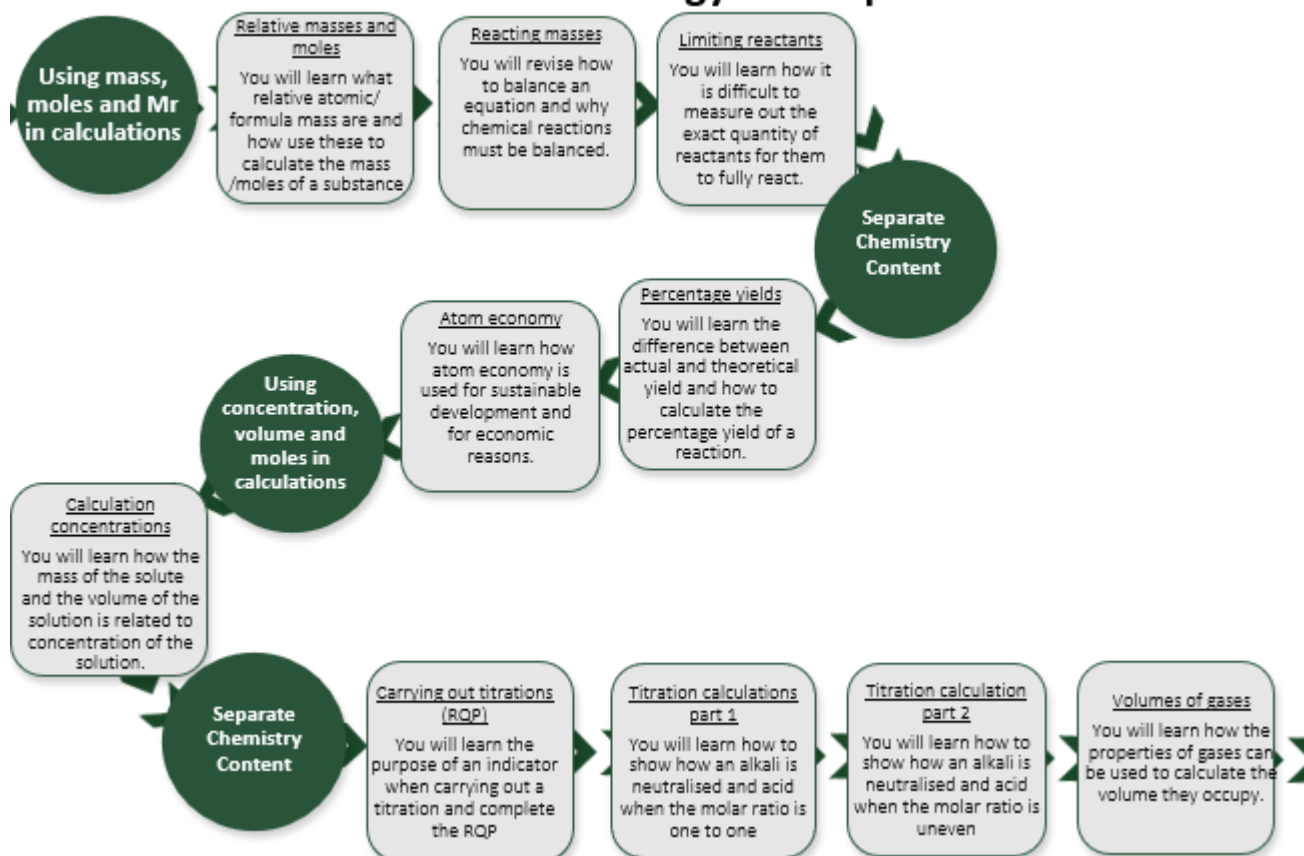 Using mass,
moles and Mr
in calculations
Relative masses and
moles
You will learn what
relative atomic/
formula mass are and
how use these to
calculate the mass
/moles of a substance
Reacting masses
You will revise how
to balance an
equation and why
chemical reactions
must be balanced.
Limiting reactants
You will learn how it
is difficult to
measure out the
exact quantity of
reactants for them
to fully react.
Separate
Chemistry
Content
Percentage yields
You will learn the
difference between
actual and theoretical
yield and how to
calculate the
percentage yield of a
reaction.
Atom economy
You will learn how
atom economy is
used for sustainable
development and
for economic
reasons.
Using
concentration,
volume and
moles in
calculations
Calculation
concentrations
You will learn how the
mass of the solute
and the volume of the
solution is related to
concentration of the
solution.
Separate
Chemistry
Content
Carrying out titrations
(RQP)
You will learn the
purpose of an indicator
when carrying out a
titration and complete
the RQP
Titration calculations
part 1
You will learn how to
show how an alkali is
neutralised and acid
when the molar ratio is
one to one
Titration calculation
part 2
You will learn how to
show how an alkali is
neutralised and acid
when the molar ratio is
uneven
Volumes of gases
You will learn how the
properties of gases can
be used to calculate the
volume they occupy.